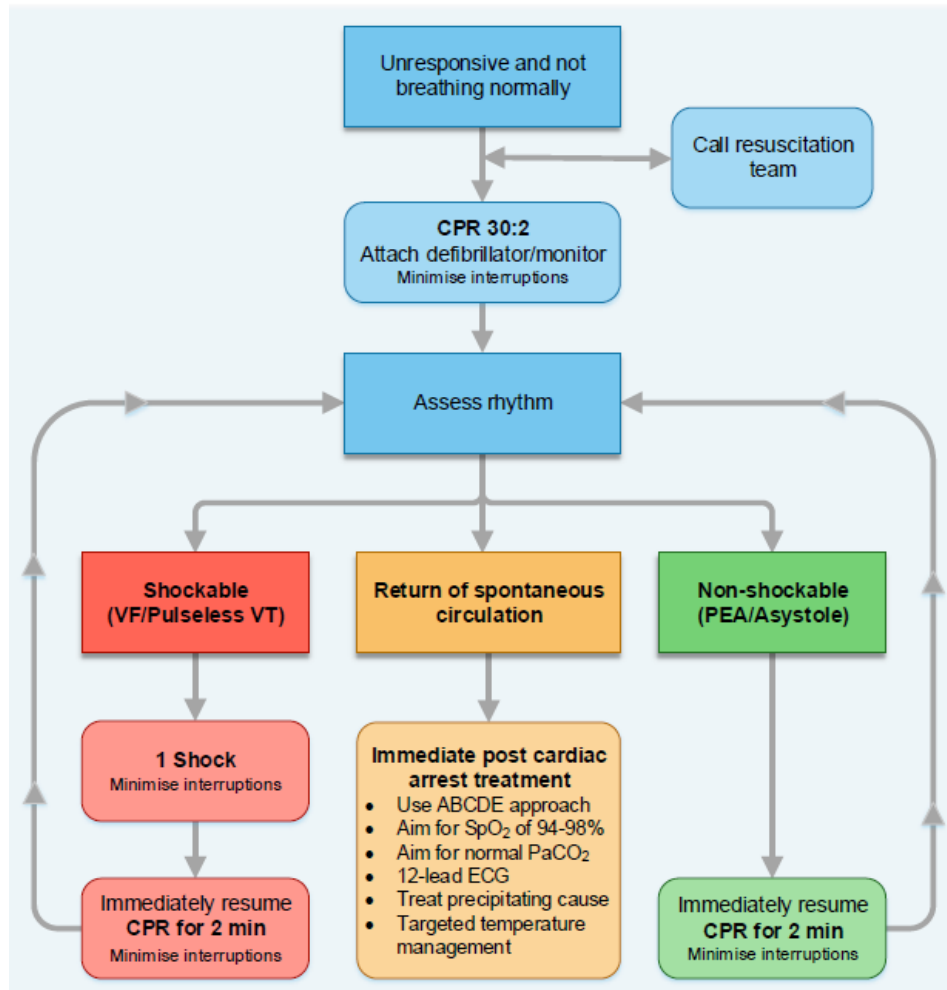 Unresponsive and not
breathing normally
Call resuscitation
team
CPR 30:2
Attach defibrillator/monitor
Minimise interruptions
Assess rhythm
Shockable
(VF/Pulseless VT)
Return of spontaneous
circulation
Non-shockable
(PEA/Asystole)
1 Shock
Minimise interruptions
Immediately resume
CPR for 2 min
Minimise interruptions
Immediate post cardiac
arrest treatment
• Use ABCDE approach
• Aim for SpO₂ of 94-98%
• Aim for normal PaCO₂
• 12-lead ECG
• Treat precipitating cause
• Targeted temperature
management
Immediately resume
CPR for 2 min
Minimise interruptions